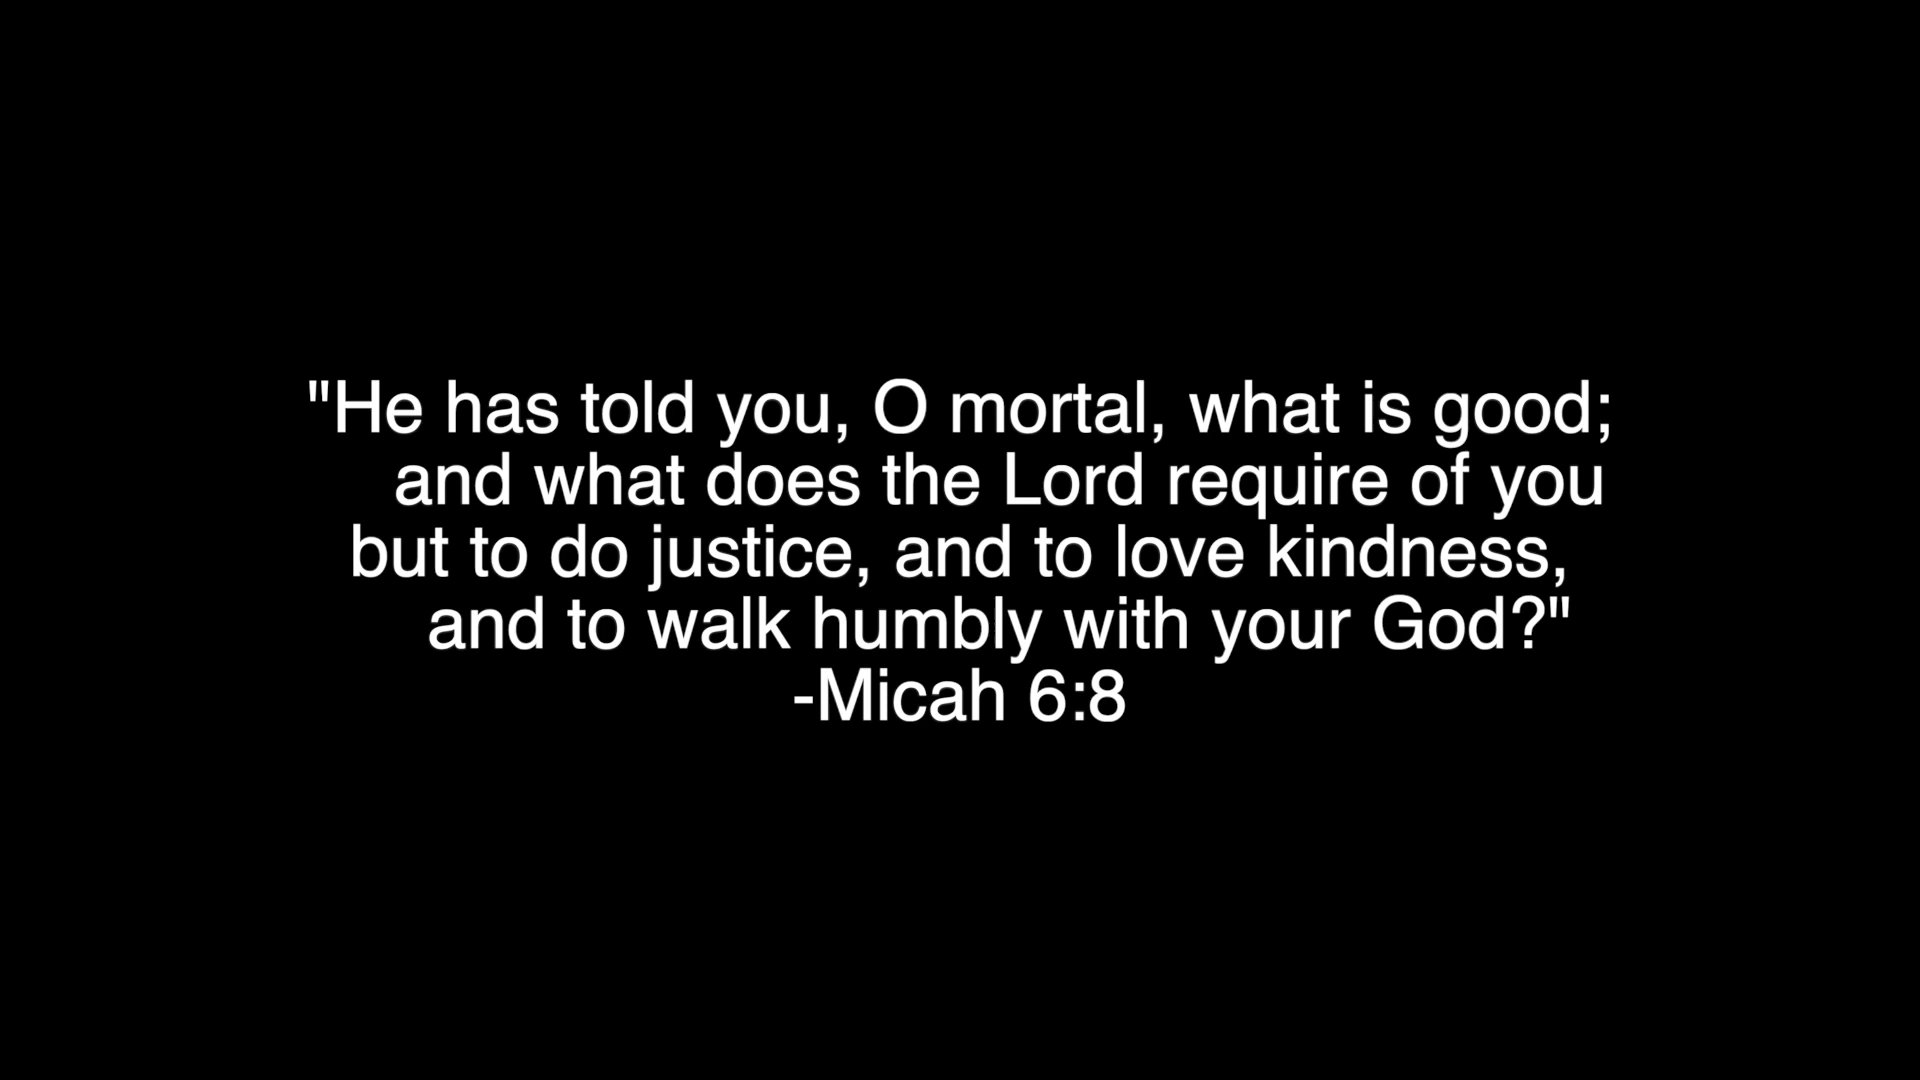 "He has told you, O mortal, what is good;
and what does the Lord require of you
but to do justice, and to love kindness,
and to walk humbly with your God?"
-Micah 6:8